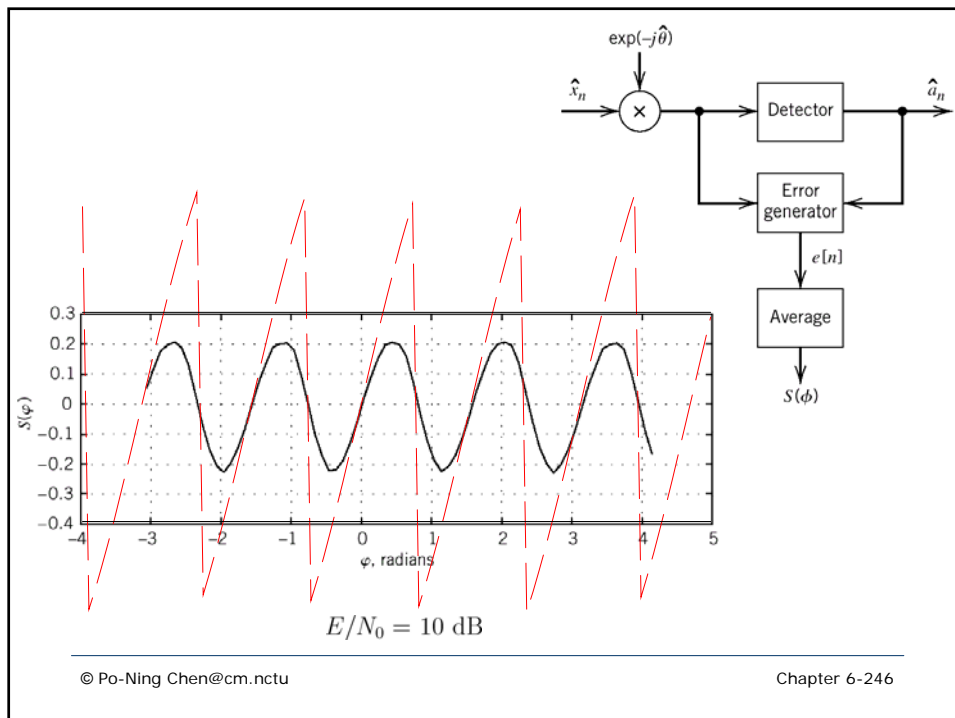 exp(−jθ̂)
x̂ₙ
×
Detector
âₙ
Error
generator
e[n]
Average
S(ϕ)
0.3
0.2
0.1
0
−0.1
−0.2
−0.3
−0.4
S(φ)
−4 −3 −2 −1 0 1 2 3 4 5
φ, radians
E/N₀ = 10 dB
© Po-Ning Chen@cm.nctu Chapter 6-246